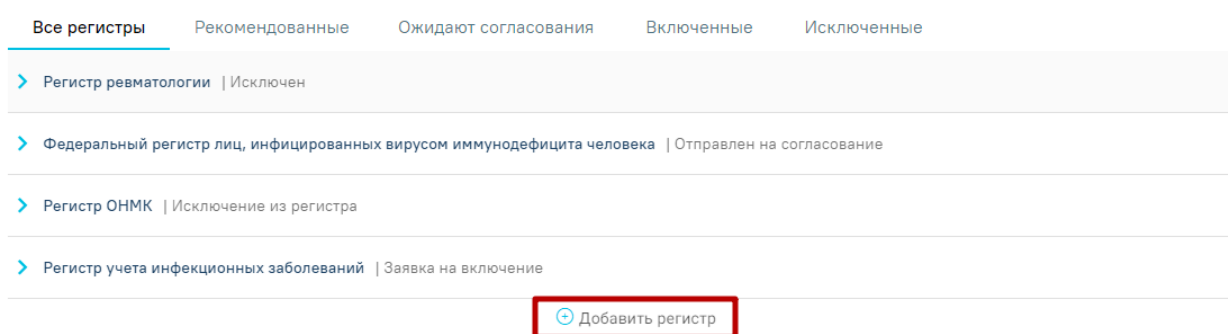 Все регистры Рекомендованные Ожидают согласования Включенные Исключенные
Регистр ревматологии | Исключен
Федеральный регистр лиц, инфицированных вирусом иммунодефицита человека | Отправлен на согласование
Регистр ОНМК | Исключение из регистра
Регистр учета инфекционных заболеваний | Заявка на включение
Добавить регистр